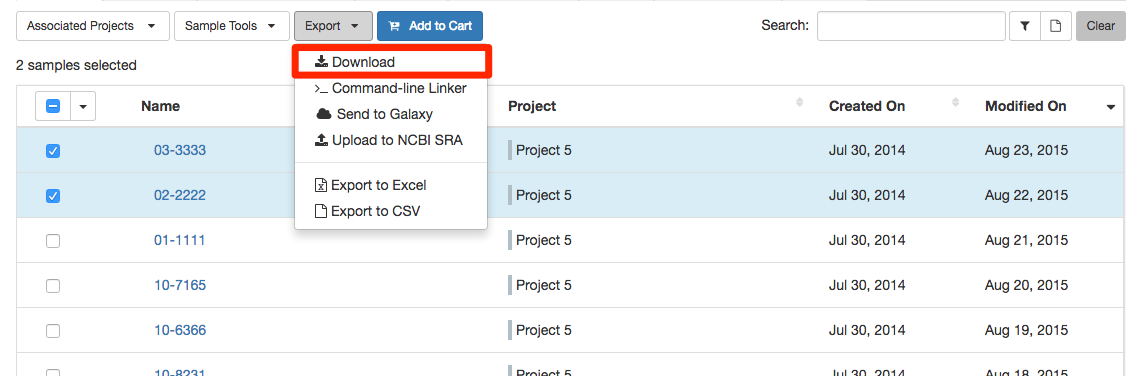 Associated Projects Sample Tools Export Add to Cart Search: Clear
2 samples selected
Download
Command-line Linker
Send to Galaxy
Upload to NCBI SRA
Export to Excel
Export to CSV
Name Project Created On Modified On
03-3333 Project 5 Jul 30, 2014 Aug 23, 2015
02-2222 Project 5 Jul 30, 2014 Aug 22, 2015
01-1111 Project 5 Jul 30, 2014 Aug 21, 2015
10-7165 Project 5 Jul 30, 2014 Aug 20, 2015
10-6366 Project 5 Jul 30, 2014 Aug 19, 2015
10-8231 Project 5 Jul 30, 2014 Aug 18, 2015